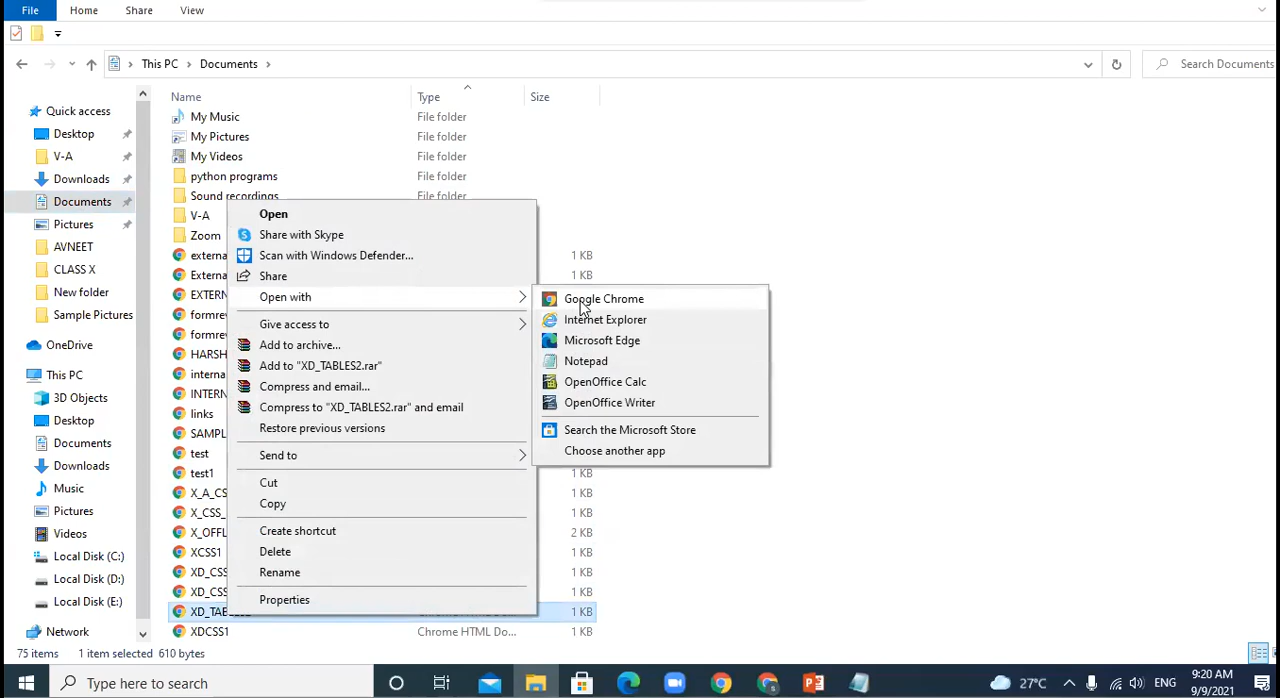 File Home Share View
This PC Documents Search Documents
Name Type Size
Quick access
Desktop
V-A
Downloads
Documents
Pictures
AVNEET
CLASS X
New folder
Sample Pictures
OneDrive
This PC
3D Objects
Desktop
Documents
Downloads
Music
Pictures
Videos
Local Disk (C:)
Local Disk (D:)
Local Disk (E:)
Network
My Music File folder
My Pictures File folder
My Videos File folder
python programs File folder
Sound recordings File folder
V-A
Zoom
externa 1 KB
Externa 1 KB
EXTERN
formre
formre
HARSH
interna
INTERN
links
SAMPL
test
test1 1 KB
X_A_CS 1 KB
X_CSS_ 1 KB
X_OFFL 2 KB
XCSS1 1 KB
XD_CSS 1 KB
XD_CSS 1 KB
XD_TABLES2 1 KB
XDCSS1 Chrome HTML Do... 1 KB
Open
Share with Skype
Scan with Windows Defender...
Share
Open with
Give access to
Add to archive...
Add to "XD_TABLES2.rar"
Compress and email...
Compress to "XD_TABLES2.rar" and email
Restore previous versions
Send to
Cut
Copy
Create shortcut
Delete
Rename
Properties
Google Chrome
Internet Explorer
Microsoft Edge
Notepad
OpenOffice Calc
OpenOffice Writer
Search the Microsoft Store
Choose another app
75 items 1 item selected 610 bytes
Type here to search 27°C ENG 9:20 AM
9/9/2021